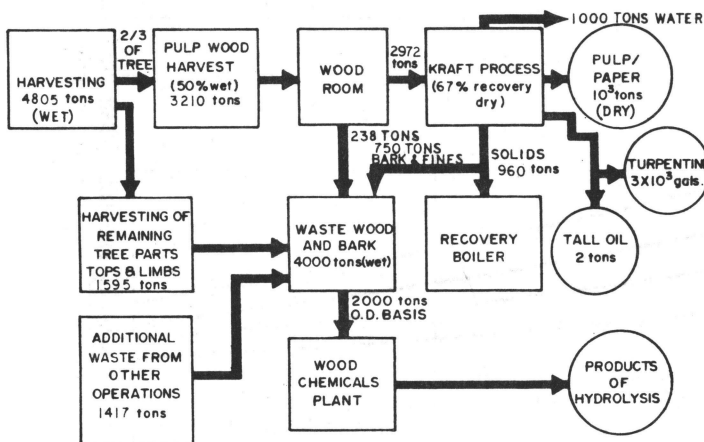 HARVESTING
4805 tons
(WET)
2/3
OF
TREE
PULP WOOD
HARVEST
(50% wet)
3210 tons
WOOD
ROOM
2972
tons
KRAFT PROCESS
(67% recovery
dry)
1000 TONS WATER
PULP/
PAPER
10³tons
(DRY)
238 TONS
750 TONS
BARK & FINES
SOLIDS
960 tons
TURPENTINE
3X10³gals.
HARVESTING OF
REMAINING
TREE PARTS
TOPS & LIMBS
1595 tons
WASTE WOOD
AND BARK
4000tons(wet)
RECOVERY
BOILER
TALL OIL
2 tons
2000 tons
O.D. BASIS
ADDITIONAL
WASTE FROM
OTHER
OPERATIONS
1417 tons
WOOD
CHEMICALS
PLANT
PRODUCTS
OF
HYDROLYSIS